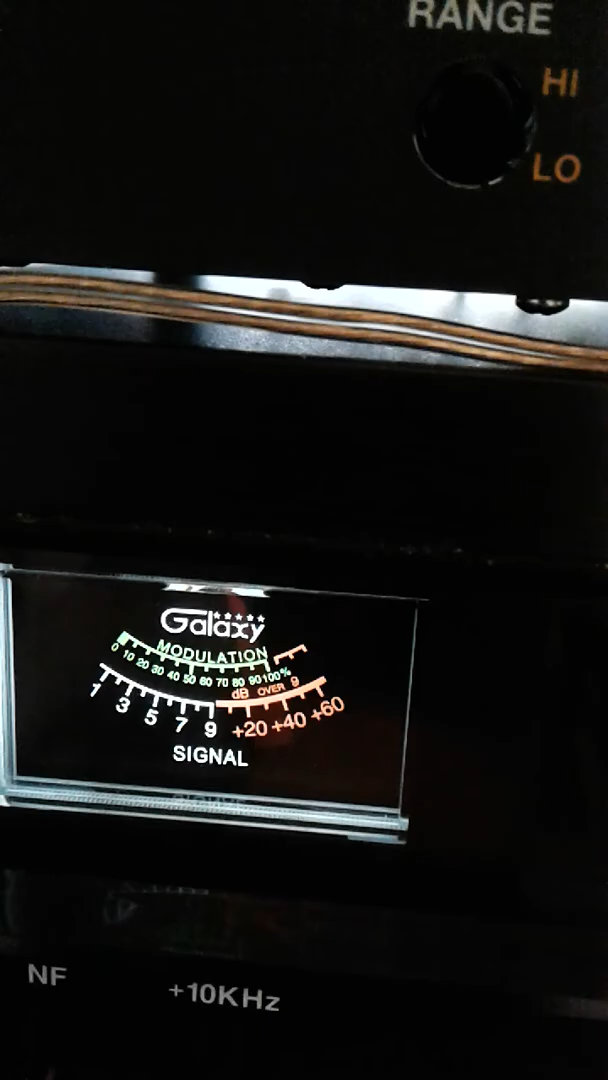 RANGE
HI
LO
Galaxy
MODULATION
0 10 20 30 40 50 60 70 80 90 100%
dB OVER 9
1 3 5 7 9 +20 +40 +60
SIGNAL
NF
+10KHz